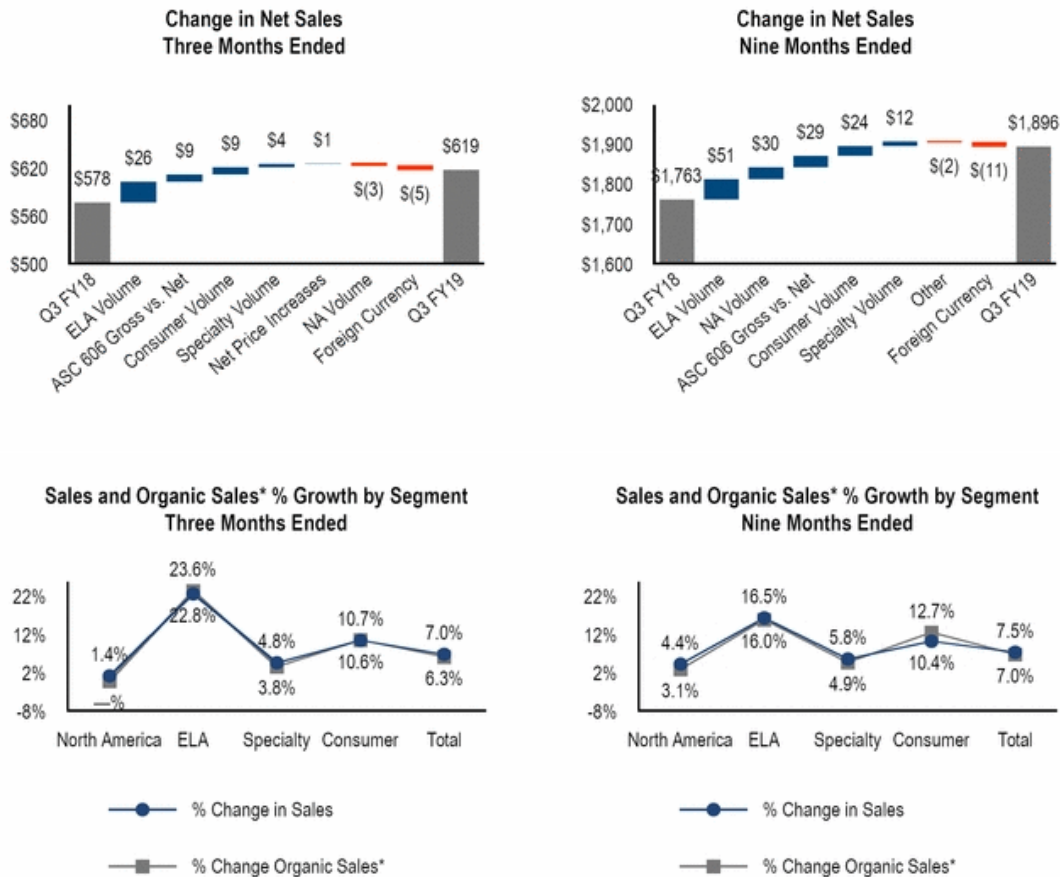 Change in Net Sales
Three Months Ended
$680
$620
$560
$500
$578
$26
$9
$9
$4
$1
$(3)
$(5)
$619
Q3 FY18
ELA Volume
ASC 606 Gross vs. Net
Consumer Volume
Specialty Volume
Net Price Increases
NA Volume
Foreign Currency
Q3 FY19
Change in Net Sales
Nine Months Ended
$2,000
$1,900
$1,800
$1,700
$1,600
$1,763
$51
$30
$29
$24
$12
$(2)
$(11)
$1,896
Q3 FY18
ELA Volume
NA Volume
ASC 606 Gross vs. Net
Consumer Volume
Specialty Volume
Other
Foreign Currency
Q3 FY19
Sales and Organic Sales* % Growth by Segment
Three Months Ended
22%
12%
2%
-8%
1.4%
—%
23.6%
22.8%
4.8%
3.8%
10.7%
10.6%
7.0%
6.3%
North America
ELA
Specialty
Consumer
Total
% Change in Sales
% Change Organic Sales*
Sales and Organic Sales* % Growth by Segment
Nine Months Ended
22%
12%
2%
-8%
4.4%
3.1%
16.5%
16.0%
5.8%
4.9%
12.7%
10.4%
7.5%
7.0%
North America
ELA
Specialty
Consumer
Total
% Change in Sales
% Change Organic Sales*